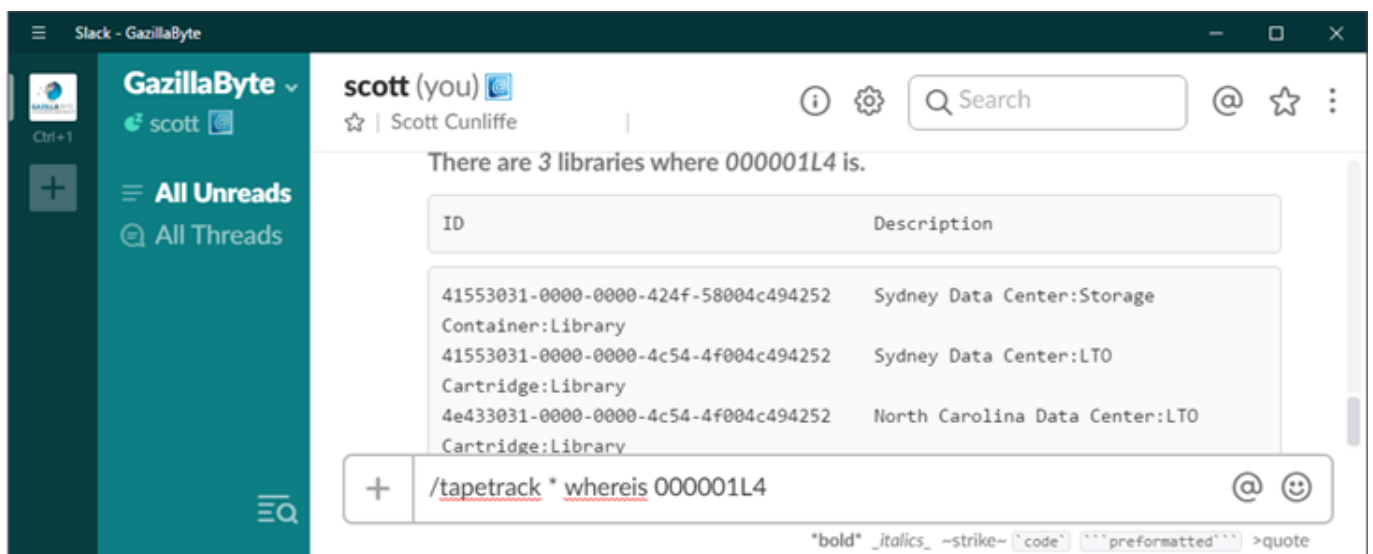 Slack - GazillaByte
Ctrl+1
GazillaByte
scott
All Unreads
All Threads
scott (you)
Scott Cunliffe
Search
There are 3 libraries where 000001L4 is.
ID Description
41553031-0000-0000-424f-58004c494252 Sydney Data Center:Storage
Container:Library
41553031-0000-0000-4c54-4f004c494252 Sydney Data Center:LTO
Cartridge:Library
4e433031-0000-0000-4c54-4f004c494252 North Carolina Data Center:LTO
Cartridge:Library
/tapetrack * whereis 000001L4
*bold* _italics_ ~strike~ `code` ```preformatted``` >quote